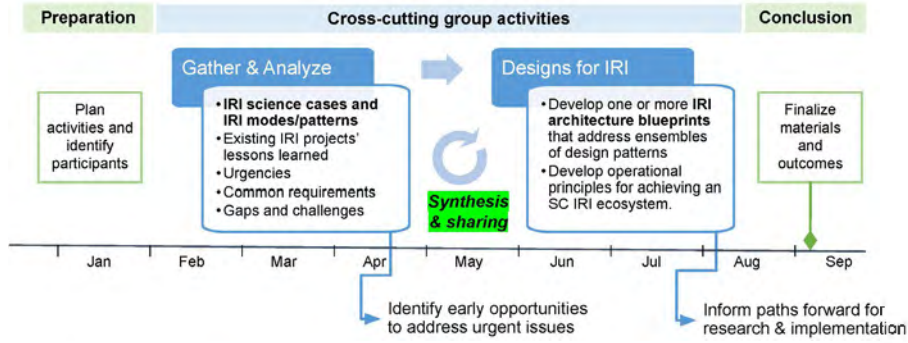 Preparation
Cross-cutting group activities
Conclusion
Gather & Analyze
Designs for IRI
Plan
activities and
identify
participants
•IRI science cases and
IRI modes/patterns
•Existing IRI projects'
lessons learned
•Urgencies
•Common requirements
•Gaps and challenges
Synthesis
& sharing
•Develop one or more IRI
architecture blueprints
that address ensembles
of design patterns
•Develop operational
principles for achieving an
SC IRI ecosystem.
Finalize
materials
and
outcomes
Jan
Feb
Mar
Apr
May
Jun
Jul
Aug
Sep
Identify early opportunities
to address urgent issues
Inform paths forward for
research & implementation